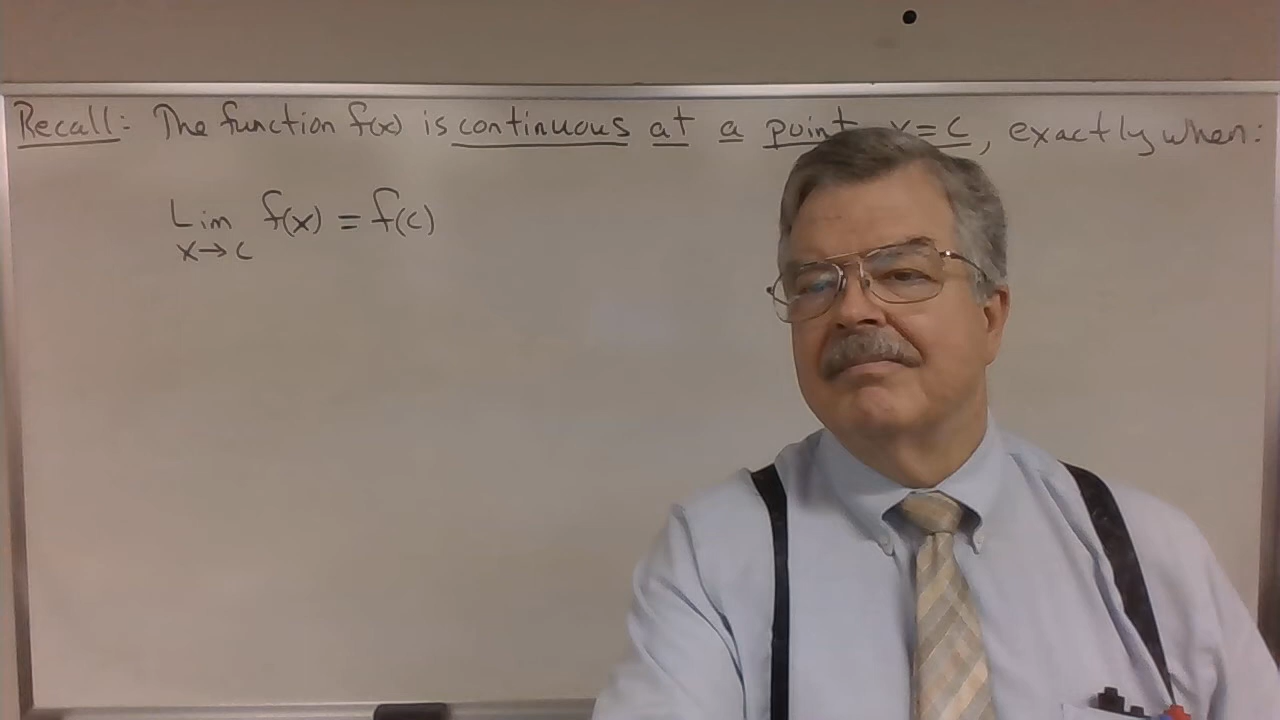 Recall: The function f(x) is continuous at a point x=c, exactly when:
Lim f(x) = f(c)
x→c